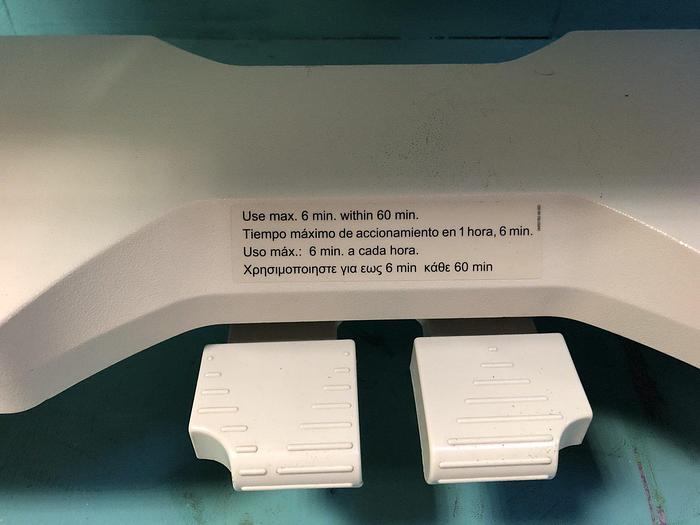 Use max. 6 min. within 60 min.
Tiempo máximo de accionamiento en 1 hora, 6 min.
Uso máx.: 6 min. a cada hora.
Χρησιμοποιηστε για εως 6 min κάθε 60 min